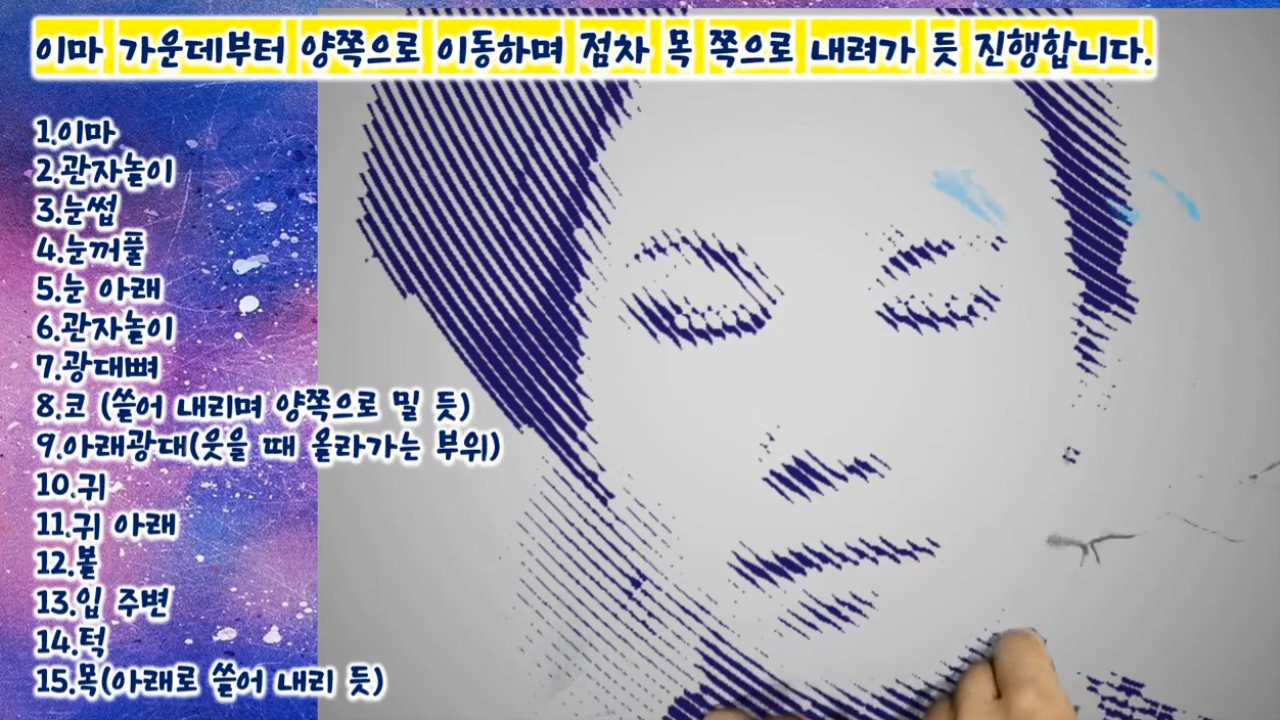 이마 가운데부터 양쪽으로 이동하며 점차 목 쪽으로 내려가 듯 진행합니다.
1.이마
2.관자놀이
3.눈썹
4.눈꺼풀
5.눈 아래
6.관자놀이
7.광대뼈
8.코 (쓸어 내리며 양쪽으로 밀 듯)
9.아래광대(웃을 때 올라가는 부위)
10.귀
11.귀 아래
12.볼
13.입 주변
14.턱
15.목(아래로 쓸어 내리 듯)